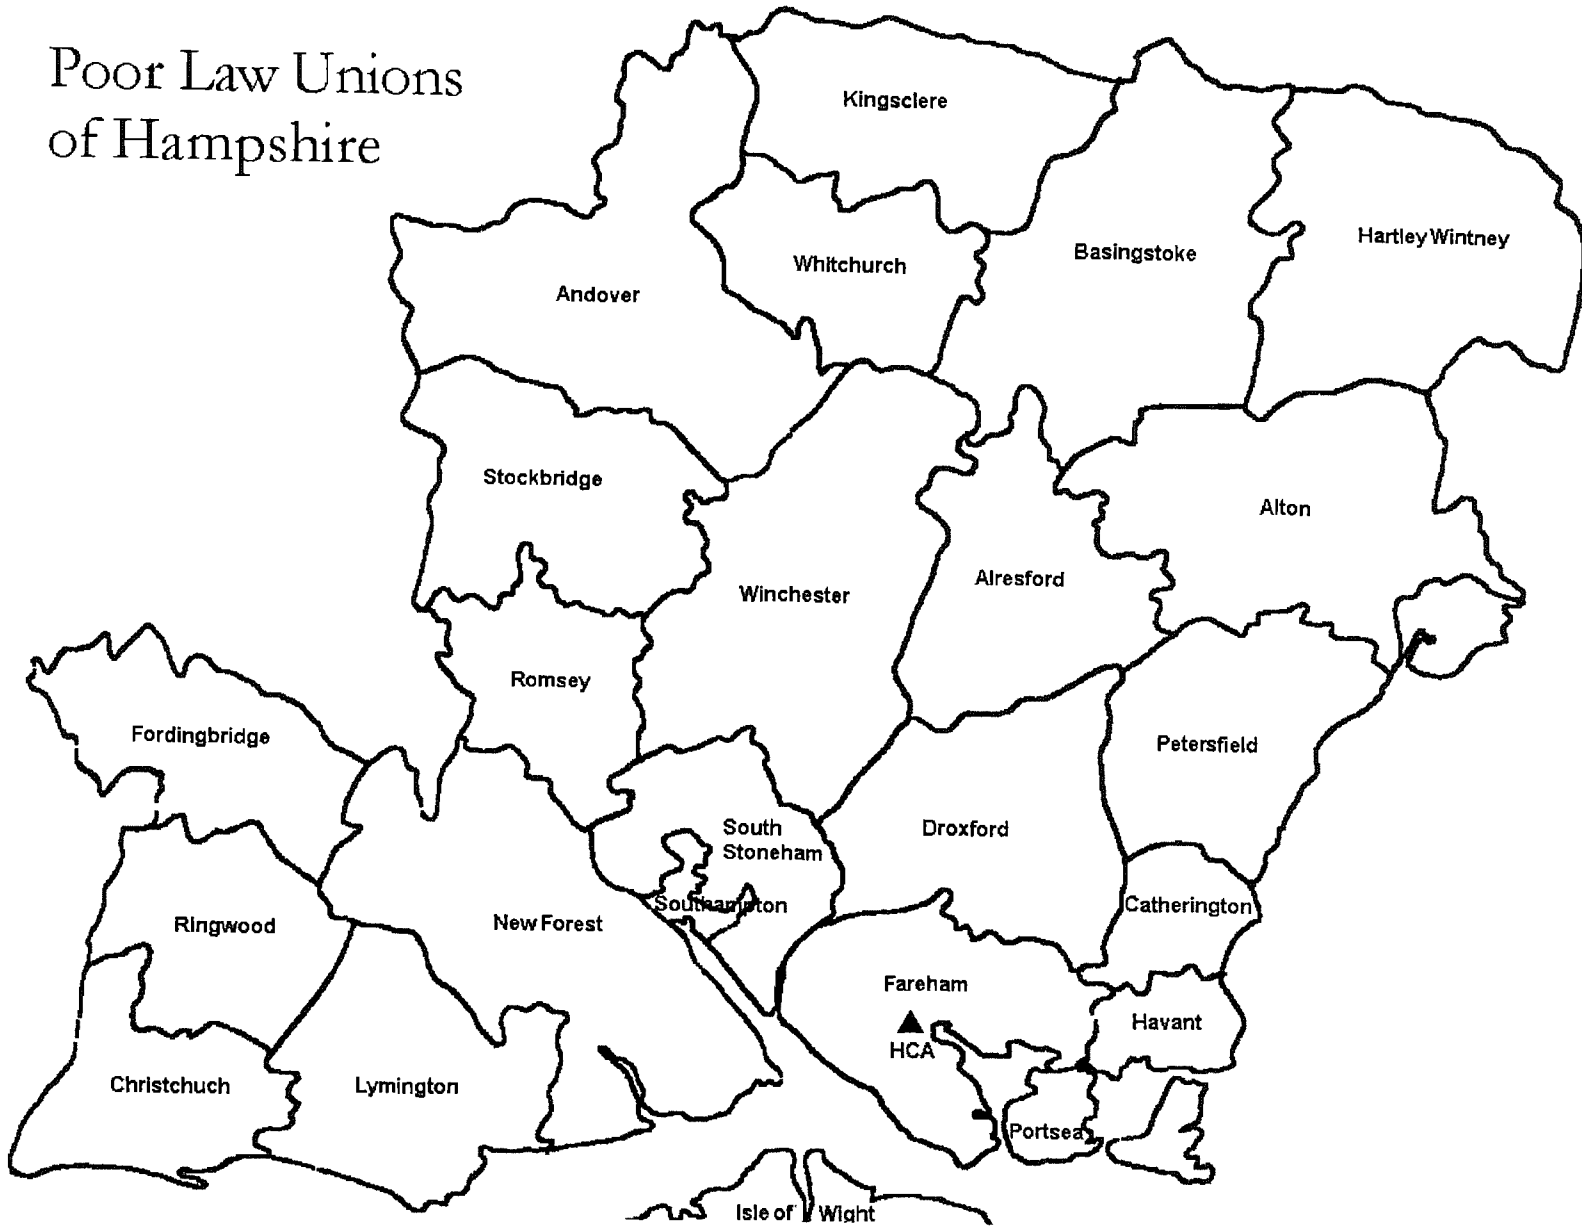 Poor Law Unions
of Hampshire
Kingsclere
Hartley Wintney
Basingstoke
Whitchurch
Andover
Stockbridge
Alton
Alresford
Winchester
Romsey
Fordingbridge
Petersfield
South
Stoneham
Droxford
Southampton
Catherington
Ringwood
New Forest
Fareham
Havant
HCA
Christchuch
Lymington
Portsea
Isle of Wight